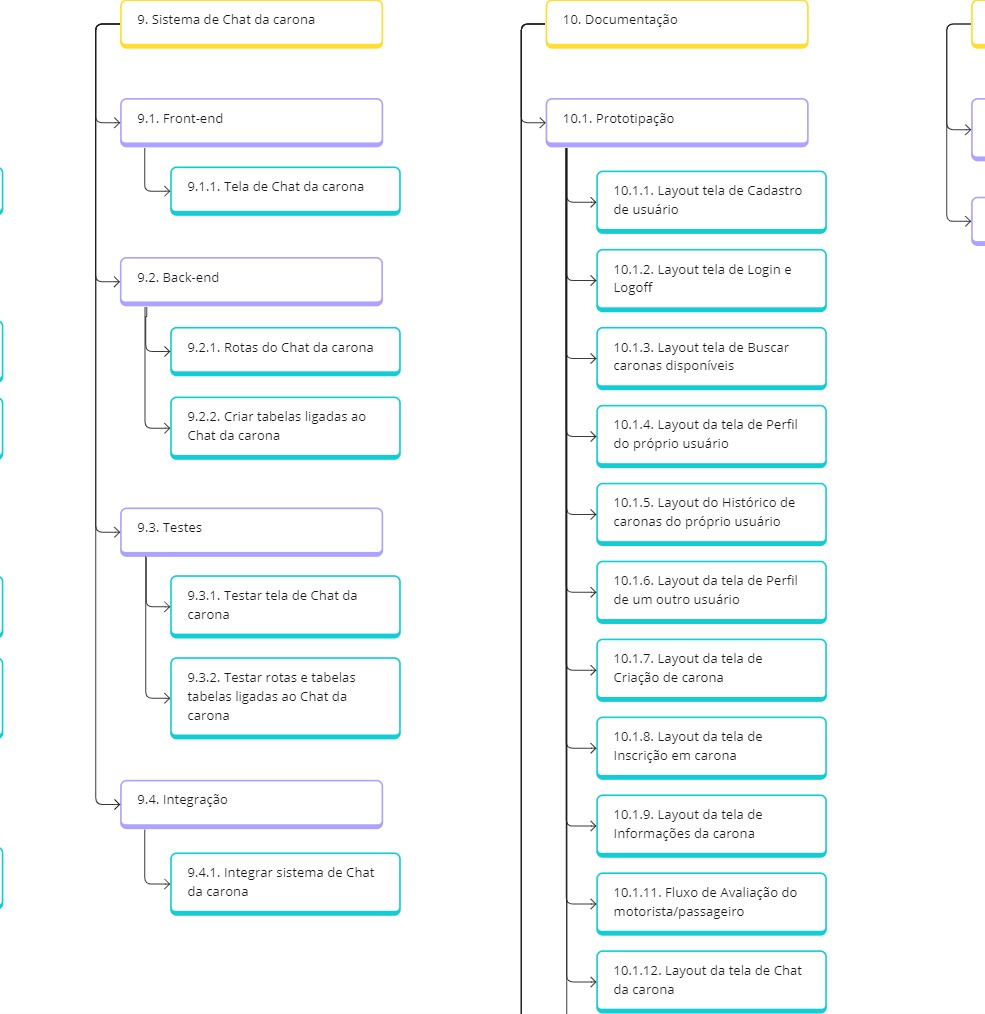 9. Sistema de Chat da carona
9.1. Front-end
9.1.1. Tela de Chat da carona
9.2. Back-end
9.2.1. Rotas do Chat da carona
9.2.2. Criar tabelas ligadas ao
Chat da carona
9.3. Testes
9.3.1. Testar tela de Chat da
carona
9.3.2. Testar rotas e tabelas
tabelas ligadas ao Chat da
carona
9.4. Integração
9.4.1. Integrar sistema de Chat
da carona
10. Documentação
10.1. Prototipação
10.1.1. Layout tela de Cadastro
de usuário
10.1.2. Layout tela de Login e
Logoff
10.1.3. Layout tela de Buscar
caronas disponíveis
10.1.4. Layout da tela de Perfil
do próprio usuário
10.1.5. Layout do Histórico de
caronas do próprio usuário
10.1.6. Layout da tela de Perfil
de um outro usuário
10.1.7. Layout da tela de
Criação de carona
10.1.8. Layout da tela de
Inscrição em carona
10.1.9. Layout da tela de
Informações da carona
10.1.11. Fluxo de Avaliação do
motorista/passageiro
10.1.12. Layout da tela de Chat
da carona